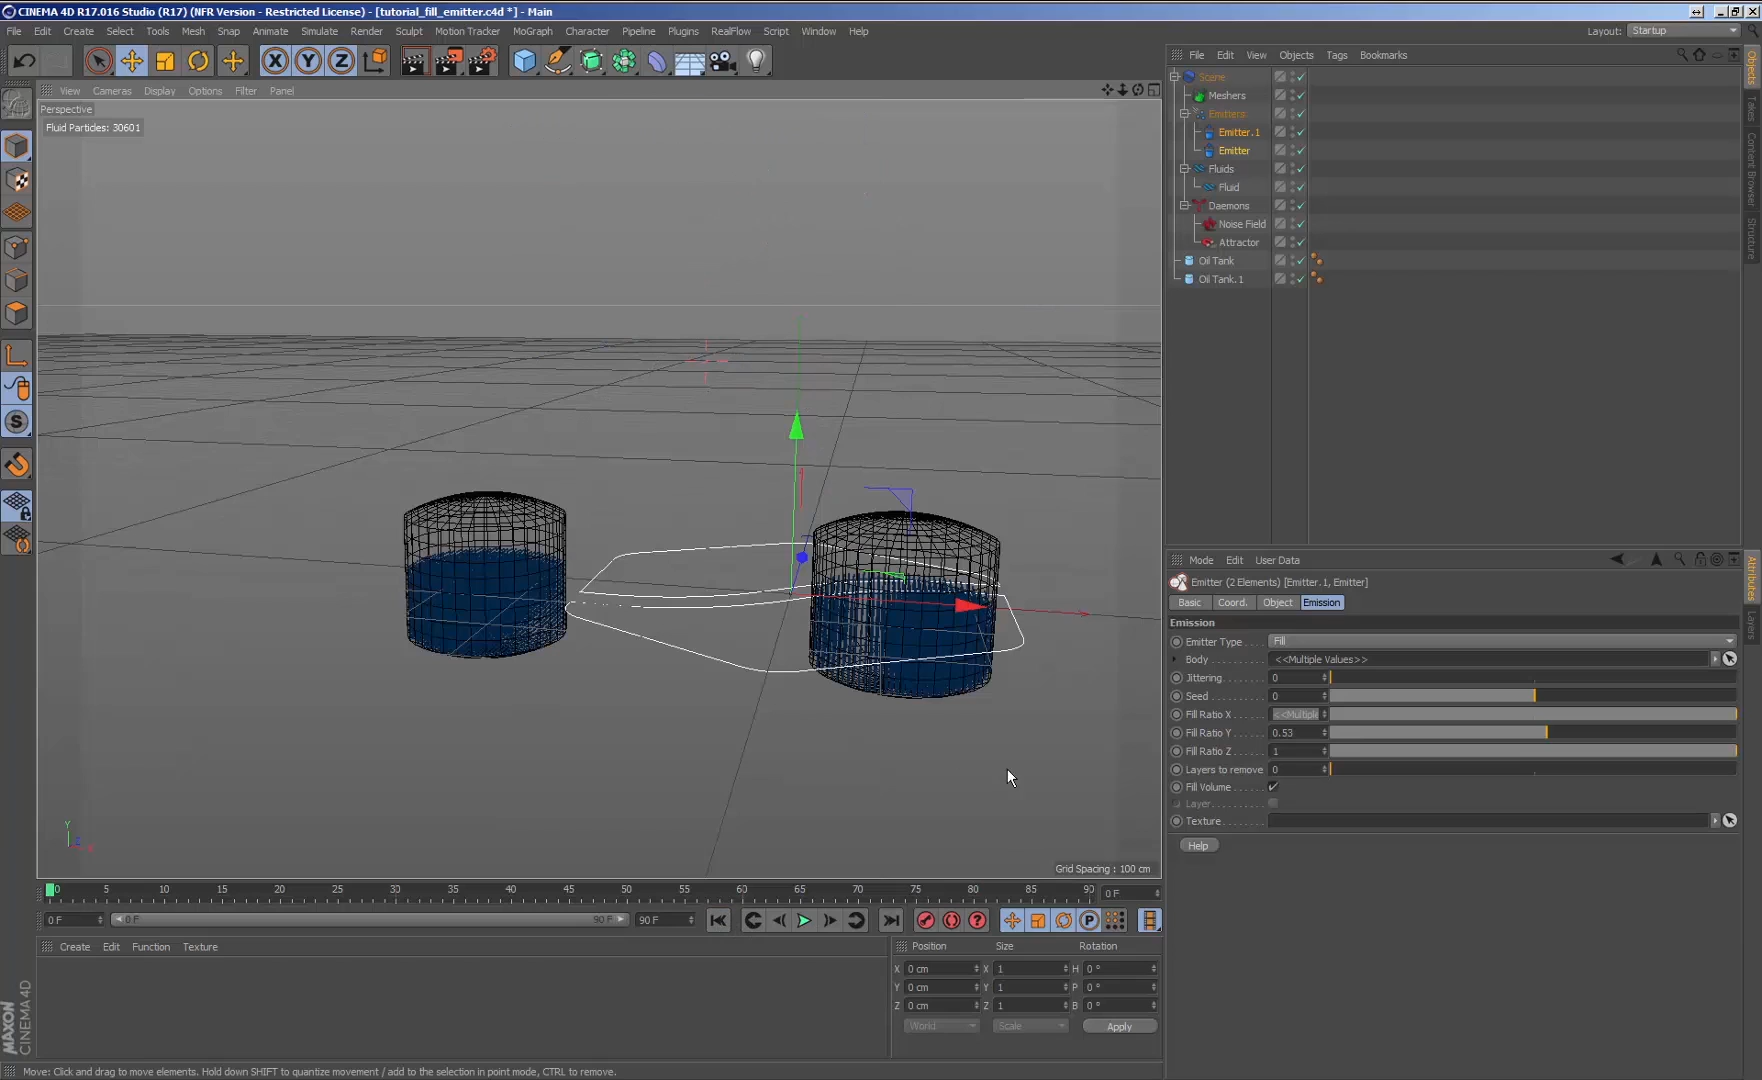 CINEMA 4D R17.016 Studio (R17) (NFR Version - Restricted License) - [tutorial_fill_emitter.c4d *] - Main
File Edit Create Select Tools Mesh Snap Animate Simulate Render Sculpt Motion Tracker MoGraph Character Pipeline Plugins RealFlow Script Window Help
Layout: Startup
X Y Z
View Cameras Display Options Filter Panel
Perspective
Fluid Particles: 30601
File Edit View Objects Tags Bookmarks
Scene
Meshers
Emitters
Emitter.1
Emitter
Fluids
Fluid
Daemons
Noise Field
Attractor
Oil Tank
Oil Tank.1
Objects
Takes
Content Browser
Structure
Mode Edit User Data
Emitter (2 Elements) [Emitter.1, Emitter]
Basic Coord. Object Emission
Emission
Emitter Type Fill
Body <<Multiple Values>>
Jittering 0
Seed 0
Fill Ratio X <<Multiple
Fill Ratio Y 0.53
Fill Ratio Z 1
Layers to remove 0
Fill Volume
Layer
Texture
Help
Attributes
Layers
S
Y
Z
X
Grid Spacing : 100 cm
0 5 10 15 20 25 30 35 40 45 50 55 60 65 70 75 80 85 90 0 F
0 F 0 F 90 F 90 F
P
Create Edit Function Texture
Position Size Rotation
X 0 cm X 1 H 0 °
Y 0 cm Y 1 P 0 °
Z 0 cm Z 1 B 0 °
World Scale Apply
MAXON CINEMA 4D
Move: Click and drag to move elements. Hold down SHIFT to quantize movement / add to the selection in point mode, CTRL to remove.